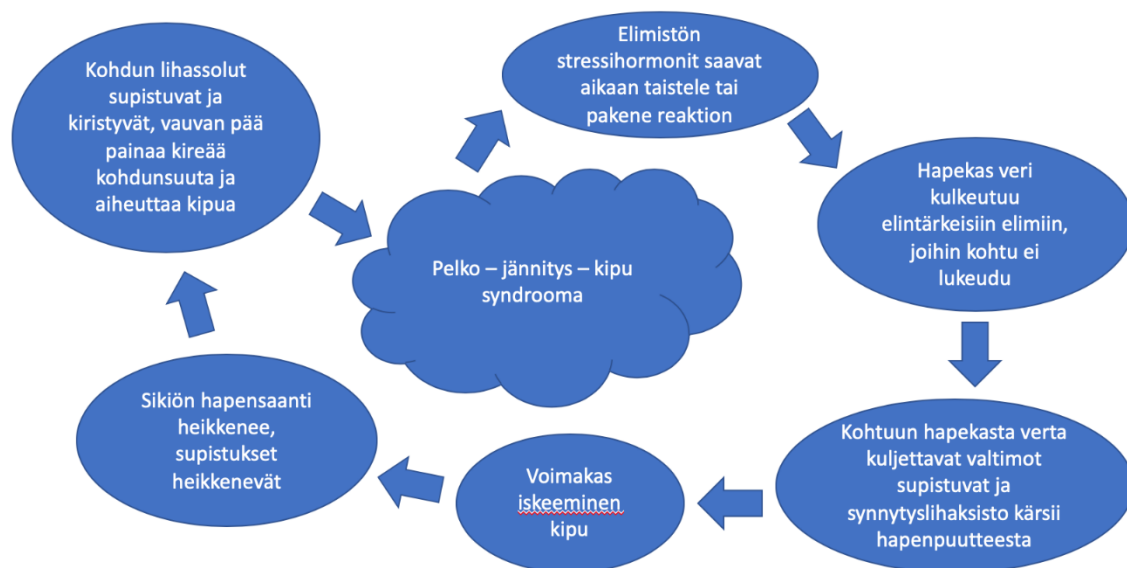 Elimistön
stressihormonit saavat
aikaan taistele tai
pakene reaktion
Hapekas veri
kulkeutuu
elintärkeisiin elimiin,
joihin kohtu ei
lukeudu
Kohtuun hapekasta verta
kuljettavat valtimot
supistuvat ja
synnytyslihaksisto kärsii
hapenpuutteesta
Voimakas
iskeeminen
kipu
Sikiön hapensaanti
heikkenee,
supistukset
heikkenevät
Kohdun lihassolut
supistuvat ja
kiristyvät, vauvan pää
painaa kireää
kohdunsuuta ja
aiheuttaa kipua
Pelko – jännitys – kipu
syndrooma